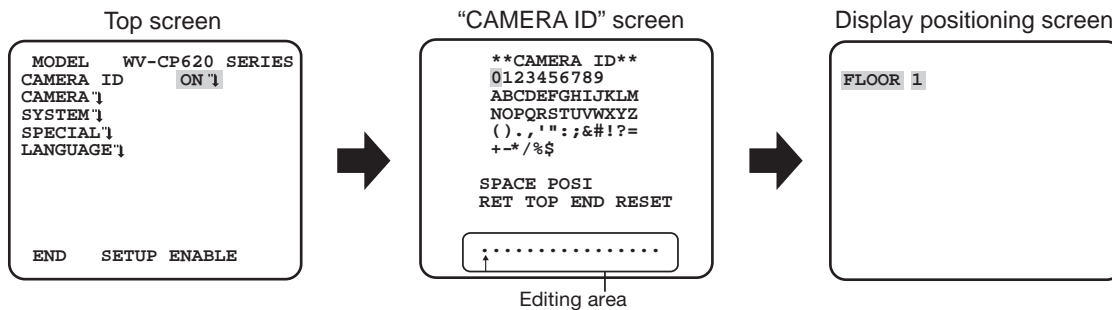 Top screen
MODEL WV-CP620 SERIES
CAMERA ID ON
CAMERA
SYSTEM
SPECIAL
LANGUAGE
END SETUP ENABLE
“CAMERA ID” screen
**CAMERA ID**
0123456789
ABCDEFGHIJKLM
NOPQRSTUVWXYZ
().,'":;&#!?=
+-*/%$
SPACE POSI
RET TOP END RESET
................
Editing area
Display positioning screen
FLOOR 1